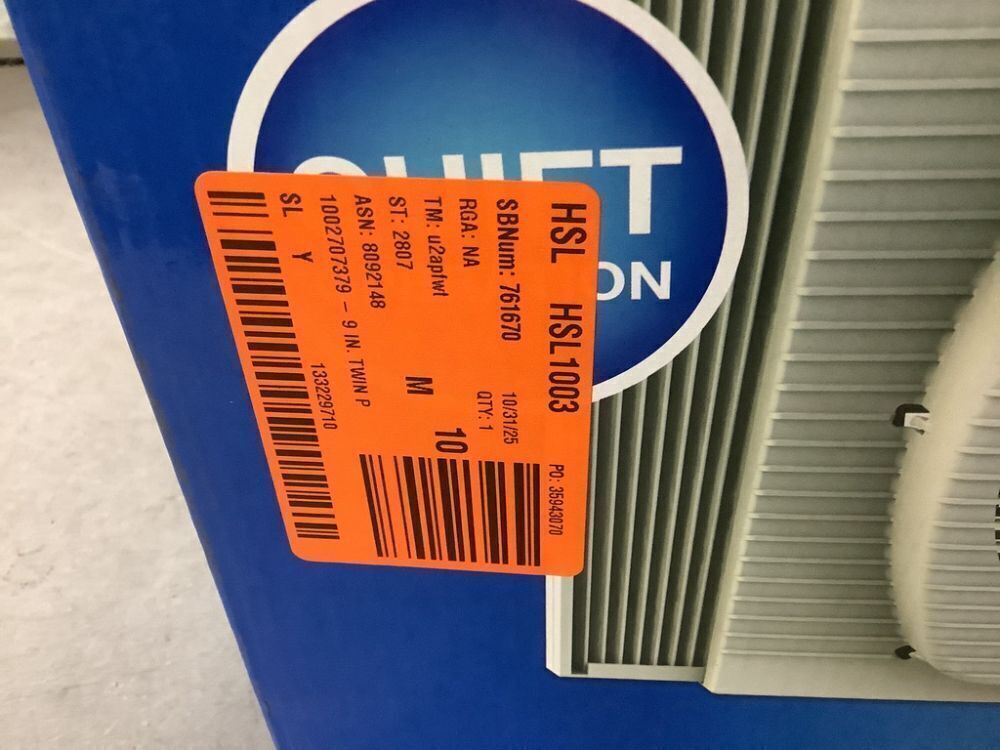 QUIET
ON
HSL HSL1003
SBNum: 761670 10/31/25 PO: 35943070
RGA: NA QTY: 1
TM: u2apfwt 10
ST: 2807 M
ASN: 8092148
1002707379 - 9 IN. TWIN P
SL Y 133229710